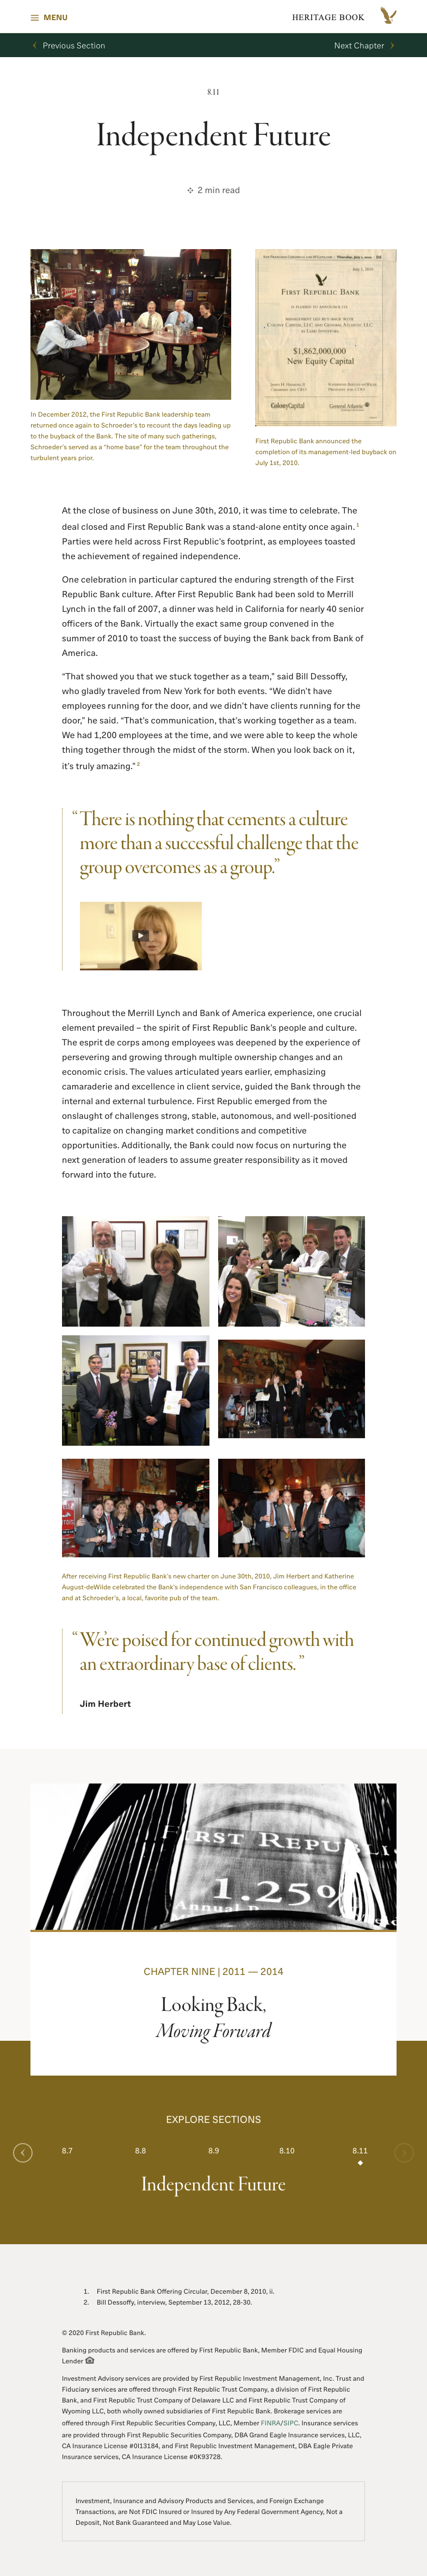 MENU
HERITAGE BOOK
Previous Section
Next Chapter
8.11
Independent Future
2 min read
July 1, 2010
FIRST REPUBLIC BANK
IS PLEASED TO ANNOUNCE ITS
MANAGEMENT-LED BUY-BACK WITH
COLONY CAPITAL, LLC AND GENERAL ATLANTIC LLC
AS LEAD INVESTORS
$1,862,000,000
New Equity Capital
ColonyCapital
General Atlantic
In December 2012, the First Republic Bank leadership team
returned once again to Schroeder's to recount the days leading up
to the buyback of the Bank. The site of many such gatherings,
Schroeder's served as a "home base" for the team throughout the
turbulent years prior.
First Republic Bank announced the
completion of its management-led buyback on
July 1st, 2010.
At the close of business on June 30th, 2010, it was time to celebrate. The
deal closed and First Republic Bank was a stand-alone entity once again. 1
Parties were held across First Republic's footprint, as employees toasted
the achievement of regained independence.
One celebration in particular captured the enduring strength of the First
Republic Bank culture. After First Republic Bank had been sold to Merrill
Lynch in the fall of 2007, a dinner was held in California for nearly 40 senior
officers of the Bank. Virtually the exact same group convened in the
summer of 2010 to toast the success of buying the Bank back from Bank of
America.
"That showed you that we stuck together as a team," said Bill Dessoffy,
who gladly traveled from New York for both events. "We didn't have
employees running for the door, and we didn't have clients running for the
door," he said. "That's communication, that's working together as a team.
We had 1,200 employees at the time, and we were able to keep the whole
thing together through the midst of the storm. When you look back on it,
it's truly amazing." 2
"There is nothing that cements a culture
more than a successful challenge that the
group overcomes as a group."
Throughout the Merrill Lynch and Bank of America experience, one crucial
element prevailed – the spirit of First Republic Bank's people and culture.
The esprit de corps among employees was deepened by the experience of
persevering and growing through multiple ownership changes and an
economic crisis. The values articulated years earlier, emphasizing
camaraderie and excellence in client service, guided the Bank through the
internal and external turbulence. First Republic emerged from the
onslaught of challenges strong, stable, autonomous, and well-positioned
to capitalize on changing market conditions and competitive
opportunities. Additionally, the Bank could now focus on nurturing the
next generation of leaders to assume greater responsibility as it moved
forward into the future.
After receiving First Republic Bank's new charter on June 30th, 2010, Jim Herbert and Katherine
August-deWilde celebrated the Bank's independence with San Francisco colleagues, in the office
and at Schroeder's, a local, favorite pub of the team.
"We're poised for continued growth with
an extraordinary base of clients."
Jim Herbert
FIRST REPUBLIC
1.25%
Annual
CHAPTER NINE | 2011 — 2014
Looking Back,
Moving Forward
EXPLORE SECTIONS
8.7
8.8
8.9
8.10
8.11
Independent Future
1. First Republic Bank Offering Circular, December 8, 2010, ii.
2. Bill Dessoffy, interview, September 13, 2012, 28-30.
© 2020 First Republic Bank.
Banking products and services are offered by First Republic Bank, Member FDIC and Equal Housing
Lender
Investment Advisory services are provided by First Republic Investment Management, Inc. Trust and
Fiduciary services are offered through First Republic Trust Company, a division of First Republic
Bank, and First Republic Trust Company of Delaware LLC and First Republic Trust Company of
Wyoming LLC, both wholly owned subsidiaries of First Republic Bank. Brokerage services are
offered through First Republic Securities Company, LLC, Member FINRA/SIPC. Insurance services
are provided through First Republic Securities Company, DBA Grand Eagle Insurance services, LLC,
CA Insurance License #0I13184, and First Republic Investment Management, DBA Eagle Private
Insurance services, CA Insurance License #0K93728.
Investment, Insurance and Advisory Products and Services, and Foreign Exchange
Transactions, are Not FDIC Insured or Insured by Any Federal Government Agency, Not a
Deposit, Not Bank Guaranteed and May Lose Value.